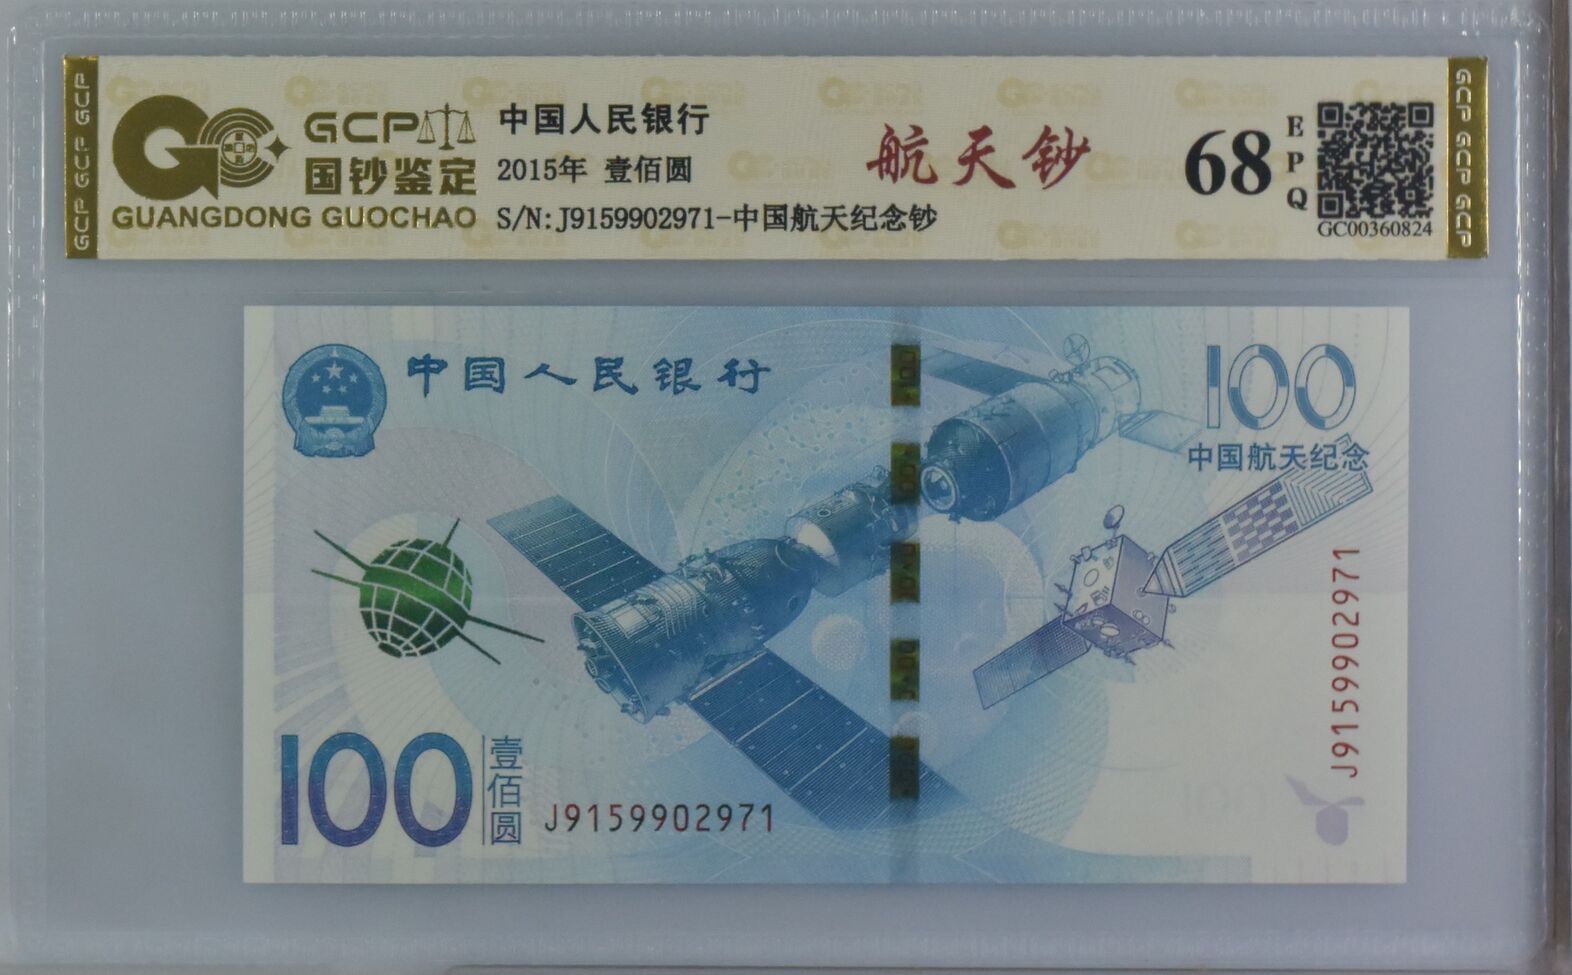 GCP GCP GCP
GCP
国钞鉴定
GUANGDONG GUOCHAO
中国人民银行
2015年 壹佰圆
S/N:J9159902971-中国航天纪念钞
航天钞
68
EPQ
GC00360824
GCP GCP GCP
中国人民银行
100
中国航天纪念
J9159902971
100
壹佰圆
J9159902971